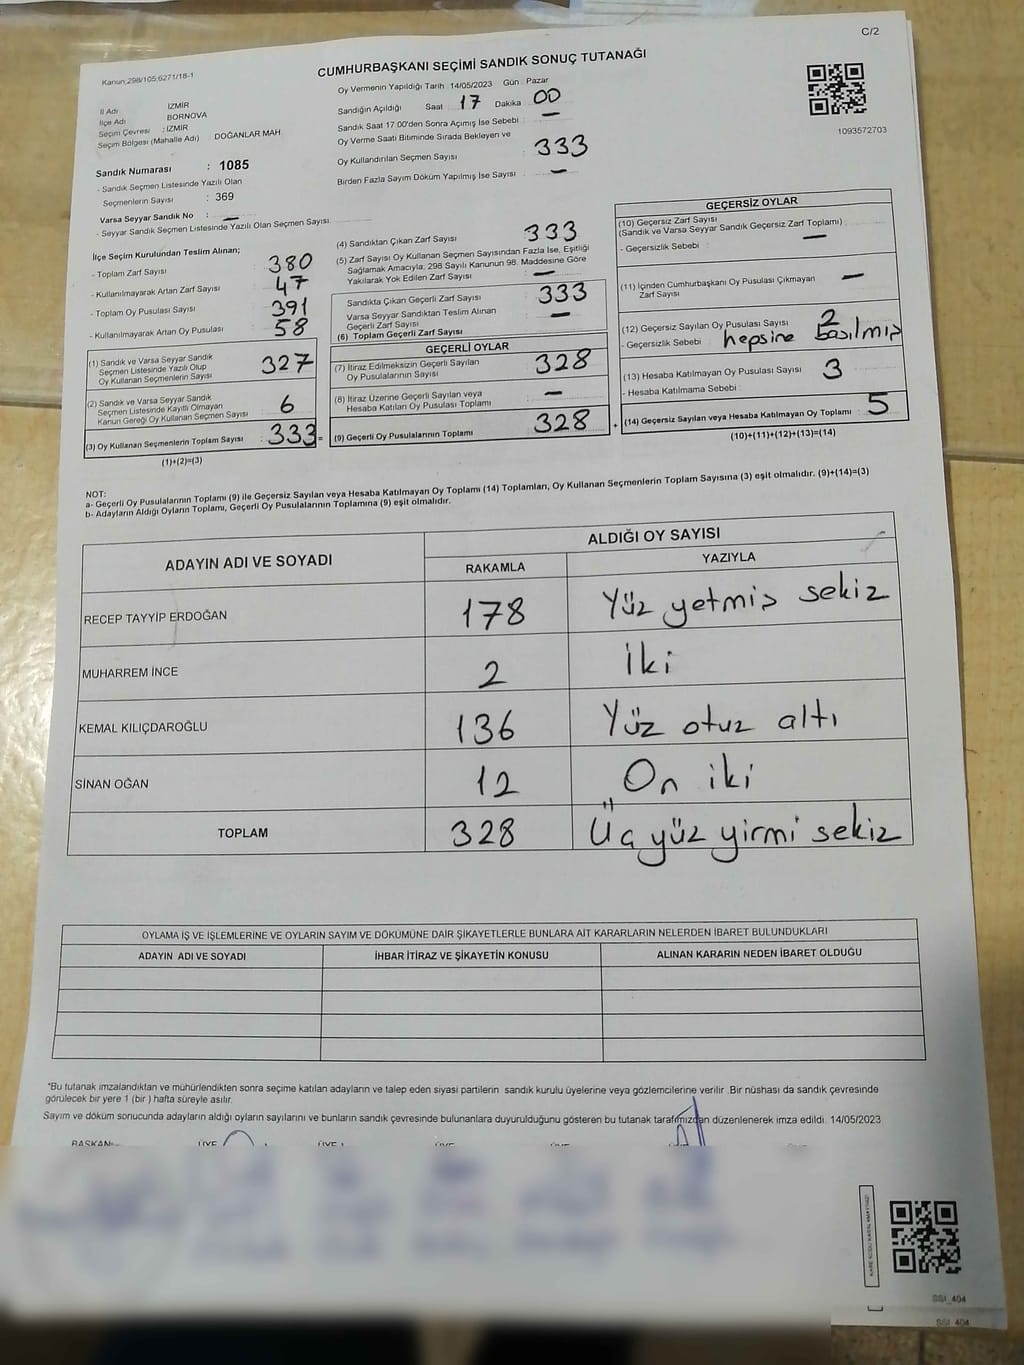 C/2
Kanun:298/105;6271/18-1
CUMHURBAŞKANI SEÇİMİ SANDIK SONUÇ TUTANAĞI
1093572703
İl Adı : İZMİR
İlçe Adı : BORNOVA
Seçim Çevresi : İZMİR
Seçim Bölgesi (Mahalle Adı) : DOĞANLAR MAH
Sandık Numarası : 1085
- Sandık Seçmen Listesinde Yazılı Olan
Seçmenlerin Sayısı : 369
Varsa Seyyar Sandık No : —
- Seyyar Sandık Seçmen Listesinde Yazılı Olan Seçmen Sayısı:
Oy Vermenin Yapıldığı Tarih 14/05/2023 Gün : Pazar
Sandığın Açıldığı Saat 17 Dakika 00
Sandık Saat 17:00'den Sonra Açımış İse Sebebi : —
Oy Verme Saati Bitiminde Sırada Bekleyen ve
Oy Kullandırılan Seçmen Sayısı : 333
Birden Fazla Sayım Döküm Yapılmış İse Sayısı : —
İlçe Seçim Kurulundan Teslim Alınan;
- Toplam Zarf Sayısı : 380
- Kullanılmayarak Artan Zarf Sayısı : 47
- Toplam Oy Pusulası Sayısı : 391
- Kullanılmayarak Artan Oy Pusulası : 58
(1) Sandık ve Varsa Seyyar Sandık
Seçmen Listesinde Yazılı Olup
Oy Kullanan Seçmenlerin Sayısı : 327
(2) Sandık ve Varsa Seyyar Sandık
Seçmen Listesinde Kayıtlı Olmayan
Kanun Gereği Oy Kullanan Seçmen Sayısı : 6
(3) Oy Kullanan Seçmenlerin Toplam Sayısı : 333 =
(1)+(2)=(3)
(4) Sandıktan Çıkan Zarf Sayısı : 333
(5) Zarf Sayısı Oy Kullanan Seçmen Sayısından Fazla İse, Eşitliği
Sağlamak Amacıyla; 298 Sayılı Kanunun 98. Maddesine Göre
Yakılarak Yok Edilen Zarf Sayısı : —
Sandıkta Çıkan Geçerli Zarf Sayısı : 333
Varsa Seyyar Sandıktan Teslim Alınan
Geçerli Zarf Sayısı : —
(6) Toplam Geçerli Zarf Sayısı
GEÇERLİ OYLAR
(7) İtiraz Edilmeksizin Geçerli Sayılan
Oy Pusulalarının Sayısı : 328
(8) İtiraz Üzerine Geçerli Sayılan veya
Hesaba Katılan Oy Pusulası Toplamı : —
(9) Geçerli Oy Pusulalarının Toplamı : 328 +
GEÇERSİZ OYLAR
(10) Geçersiz Zarf Sayısı
(Sandık ve Varsa Seyyar Sandık Geçersiz Zarf Toplamı) : —
- Geçersizlik Sebebi :
(11) İçinden Cumhurbaşkanı Oy Pusulası Çıkmayan
Zarf Sayısı : —
(12) Geçersiz Sayılan Oy Pusulası Sayısı : 2
- Geçersizlik Sebebi : hepsine basılmış
(13) Hesaba Katılmayan Oy Pusulası Sayısı : 3
- Hesaba Katılmama Sebebi :
(14) Geçersiz Sayılan veya Hesaba Katılmayan Oy Toplamı : 5
(10)+(11)+(12)+(13)=(14)
NOT:
a- Geçerli Oy Pusulalarının Toplamı (9) ile Geçersiz Sayılan veya Hesaba Katılmayan Oy Toplamı (14) Toplamları, Oy Kullanan Seçmenlerin Toplam Sayısına (3) eşit olmalıdır. (9)+(14)=(3)
b- Adayların Aldığı Oyların Toplamı, Geçerli Oy Pusulalarının Toplamına (9) eşit olmalıdır.
ADAYIN ADI VE SOYADI ALDIĞI OY SAYISI
RAKAMLA YAZIYLA
RECEP TAYYİP ERDOĞAN 178 Yüz yetmiş sekiz
MUHARREM İNCE 2 İki
KEMAL KILIÇDAROĞLU 136 Yüz otuz altı
SİNAN OĞAN 12 On iki
TOPLAM 328 Üç yüz yirmi sekiz
OYLAMA İŞ VE İŞLEMLERİNE VE OYLARIN SAYIM VE DÖKÜMÜNE DAİR ŞİKAYETLERLE BUNLARA AİT KARARLARIN NELERDEN İBARET BULUNDUKLARI
ADAYIN ADI VE SOYADI İHBAR İTİRAZ VE ŞİKAYETİN KONUSU ALINAN KARARIN NEDEN İBARET OLDUĞU
*Bu tutanak imzalandıktan ve mühürlendikten sonra seçime katılan adayların ve talep eden siyasi partilerin sandık kurulu üyelerine veya gözlemcilerine verilir. Bir nüshası da sandık çevresinde
görülecek bir yere 1 (bir) hafta süreyle asılır.
Sayım ve döküm sonucunda adayların aldığı oyların sayılarını ve bunların sandık çevresinde bulunanlara duyurulduğunu gösteren bu tutanak tarafımızdan düzenlenerek imza edildi. 14/05/2023
BAŞKAN ÜYE ÜYE ÜYE ÜYE
SSI_404
SSI_404